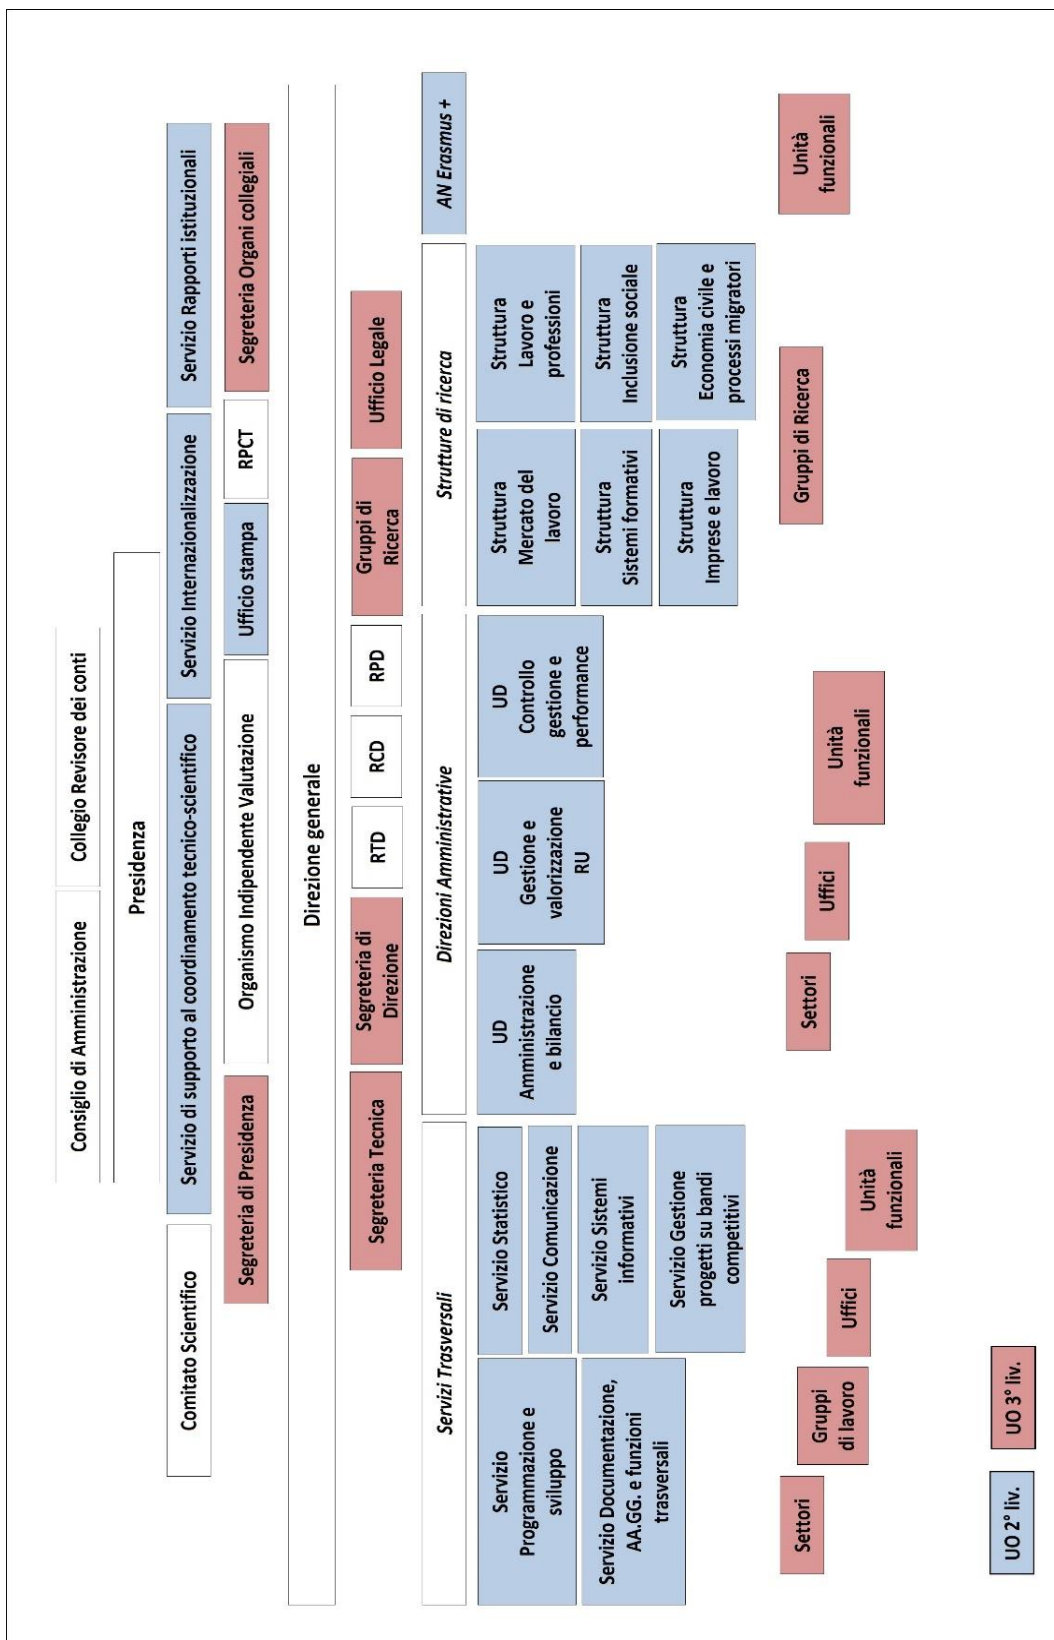 Consiglio di Amministrazione
Collegio Revisore dei conti
Presidenza
Comitato Scientifico
Servizio di supporto al coordinamento tecnico-scientifico
Servizio Internalizzazione
Servizio Rapporti istituzionali
Segreteria di Presidenza
Organismo Indipendente Valutazione
Ufficio stampa
RPCT
Segreteria Organi collegiali
Direzione generale
Segreteria Tecnica
Segreteria di
Direzione
RTD
RCD
RPD
Gruppi di
Ricerca
Ufficio Legale
Servizi Trasversali
Direzioni Amministrative
Strutture di ricerca
AN Erasmus +
Servizio
Programmazione e
sviluppo
Servizio Documentazione,
AA.GG. e funzioni
trasversali
Servizio Statistico
Servizio Comunicazione
Servizio Sistemi
informativi
Servizio Gestione
progetti su bandi
competitivi
UD
Amministrazione
e bilancio
UD
Gestione e
valorizzazione
RU
UD
Controllo
gestione e
performance
Struttura
Mercato del
lavoro
Struttura
Sistemi formativi
Struttura
Imprese e lavoro
Struttura
Lavoro e
professioni
Struttura
Inclusione sociale
Struttura
Economia civile e
processi migratori
Settori
Gruppi
di lavoro
Uffici
Unità
funzionali
Settori
Uffici
Unità
funzionali
Gruppi di Ricerca
Unità
funzionali
UO 2° liv.
UO 3° liv.